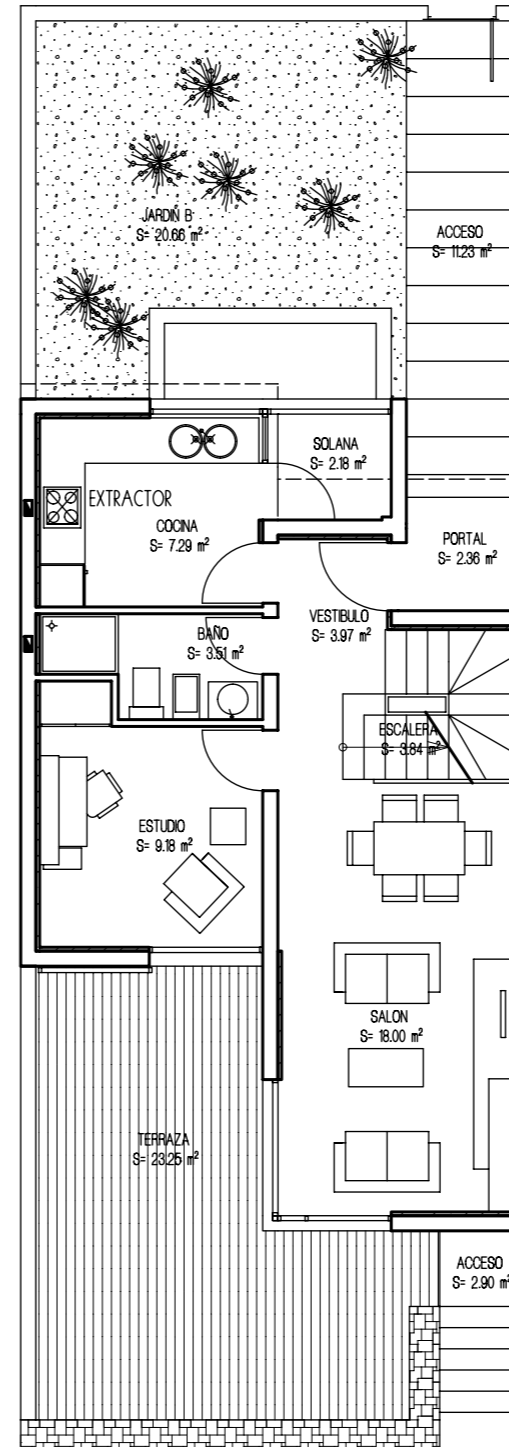 JARDIN B
S= 20.66 m²
ACCESO
S= 11.23 m²
SOLANA
S= 2.18 m²
EXTRACTOR
COCINA
S= 7.29 m²
PORTAL
S= 2.36 m²
VESTIBULO
S= 3.97 m²
BAÑO
S= 3.51 m²
ESCALERA
S= 3.84 m²
ESTUDIO
S= 9.18 m²
SALON
S= 18.00 m²
TERRAZA
S= 23.25 m²
ACCESO
S= 2.90 m²